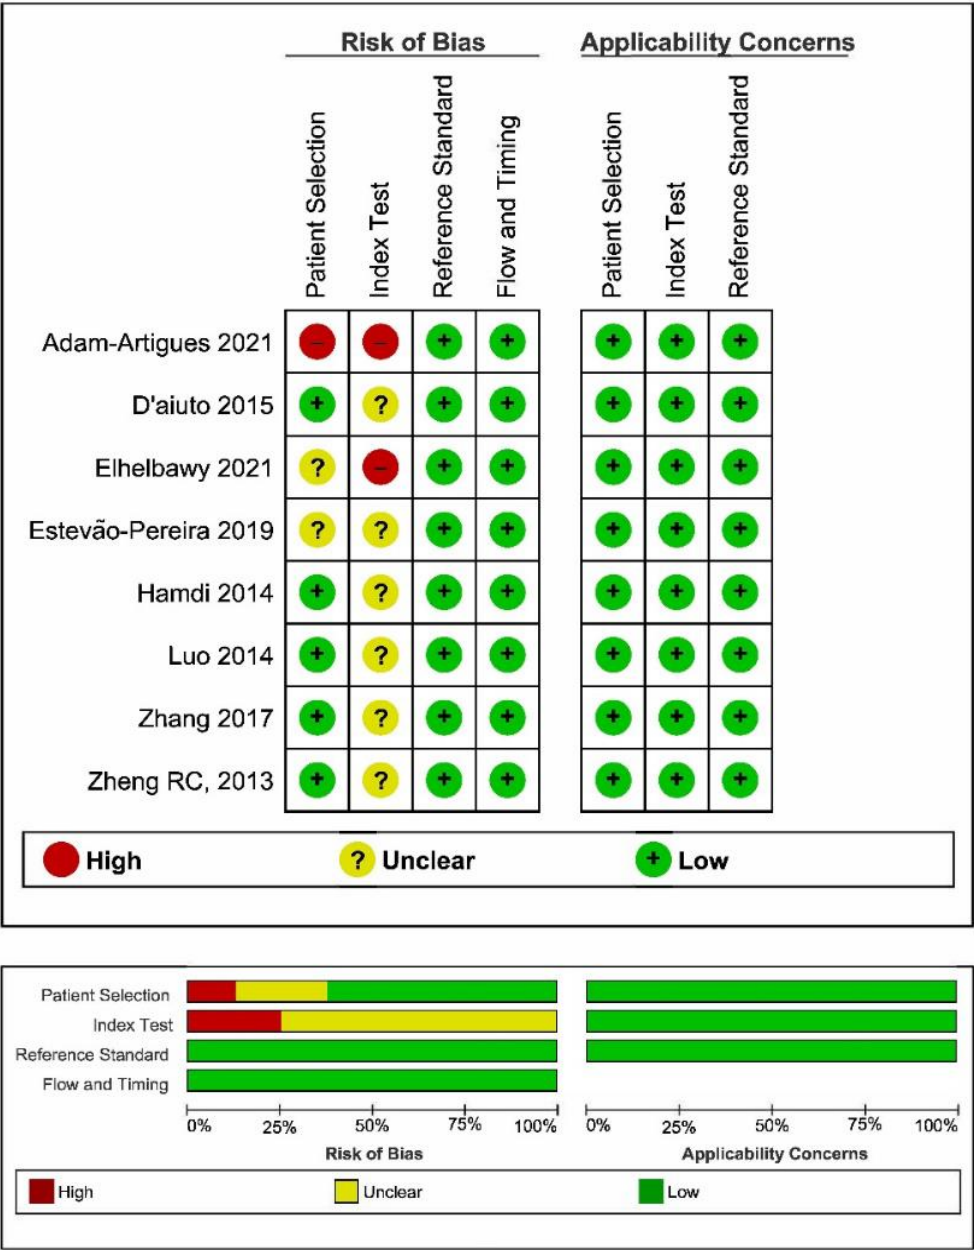 Risk of Bias
Applicability Concerns
Patient Selection
Index Test
Reference Standard
Flow and Timing
Patient Selection
Index Test
Reference Standard
Adam-Artigues 2021 – – + + + + +
D'aiuto 2015 + ? + + + + +
Elhelbawy 2021 ? – + + + + +
Estevão-Pereira 2019 ? ? + + + + +
Hamdi 2014 + ? + + + + +
Luo 2014 + ? + + + + +
Zhang 2017 + ? + + + + +
Zheng RC, 2013 + ? + + + + +
High ? Unclear + Low
Patient Selection
Index Test
Reference Standard
Flow and Timing
0% 25% 50% 75% 100% 0% 25% 50% 75% 100%
Risk of Bias Applicability Concerns
High Unclear Low